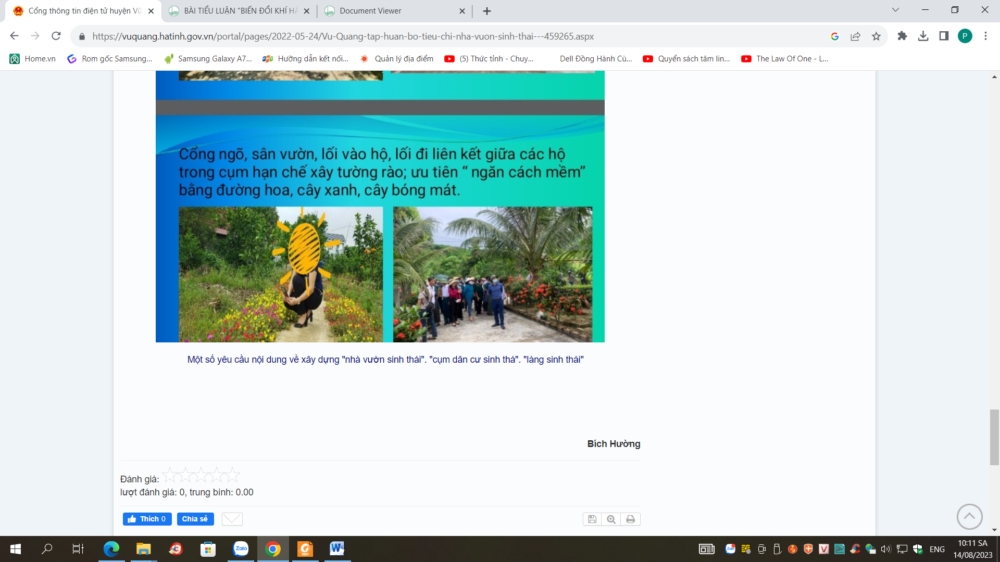 Cổng thông tin điện tử huyện Vũ
BÀI TIỂU LUẬN "BIẾN ĐỔI KHÍ HẬ
Document Viewer
https://vuquang.hatinh.gov.vn/portal/pages/2022-05-24/Vu-Quang-tap-huan-bo-tieu-chi-nha-vuon-sinh-thai---459265.aspx
P
Home.vn
Rom gốc Samsung...
Samsung Galaxy A7...
Hưỡng dẫn kết nối...
Quản lý địa điểm
(5) Thức tỉnh - Chuy...
Dell Đồng Hành Cù...
Quyển sách tâm lin...
The Law Of One - L...
Cổng ngõ, sân vườn, lối vào hộ, lối đi liên kết giữa các hộ
trong cụm hạn chế xây tường rào; ưu tiên “ ngăn cách mềm”
bằng đường hoa, cây xanh, cây bóng mát.
Một số yêu cầu nội dung về xây dựng "nhà vườn sinh thái". "cụm dân cư sinh thá". "làng sinh thái"
Bích Hường
Đánh giá:
lượt đánh giá: 0, trung bình: 0.00
Thích 0
Chia sẻ
Zalo
PDF
ENG
10:11 SA
14/08/2023